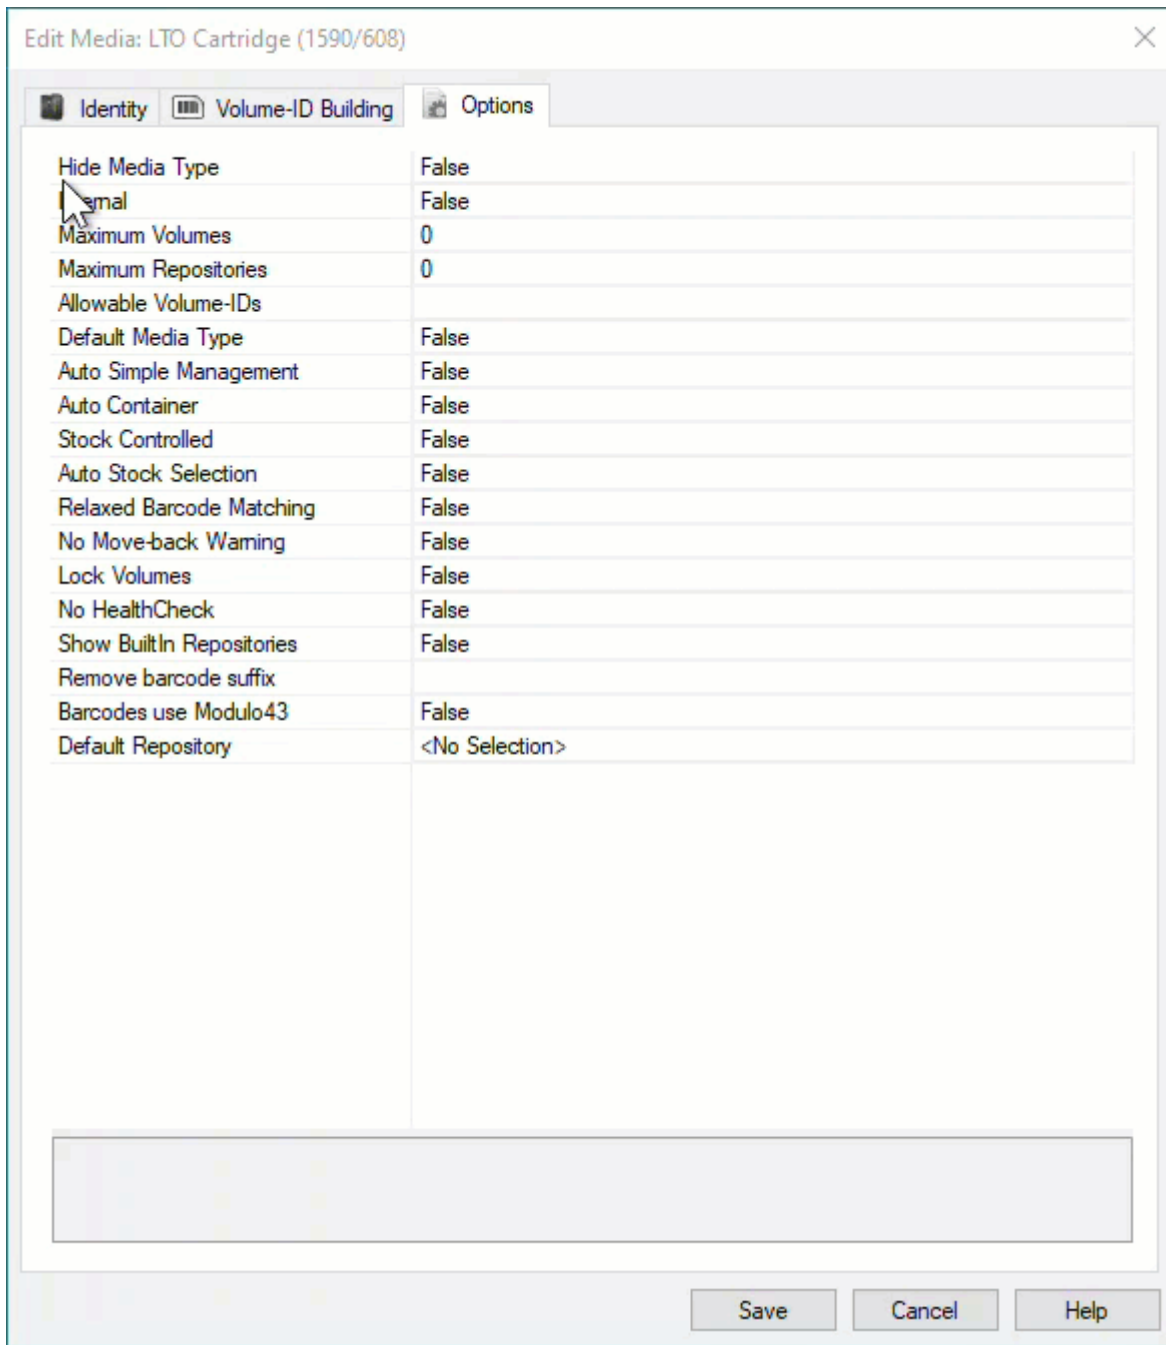 Edit Media: LTO Cartridge (1590/608)
Identity Volume-ID Building Options
Hide Media Type False
False
Maximum Volumes 0
Maximum Repositories 0
Allowable Volume-IDs
Default Media Type False
Auto Simple Management False
Auto Container False
Stock Controlled False
Auto Stock Selection False
Relaxed Barcode Matching False
No Move-back Warning False
Lock Volumes False
No HealthCheck False
Show BuiltIn Repositories False
Remove barcode suffix
Barcodes use Modulo43 False
Default Repository <No Selection>
Save Cancel Help